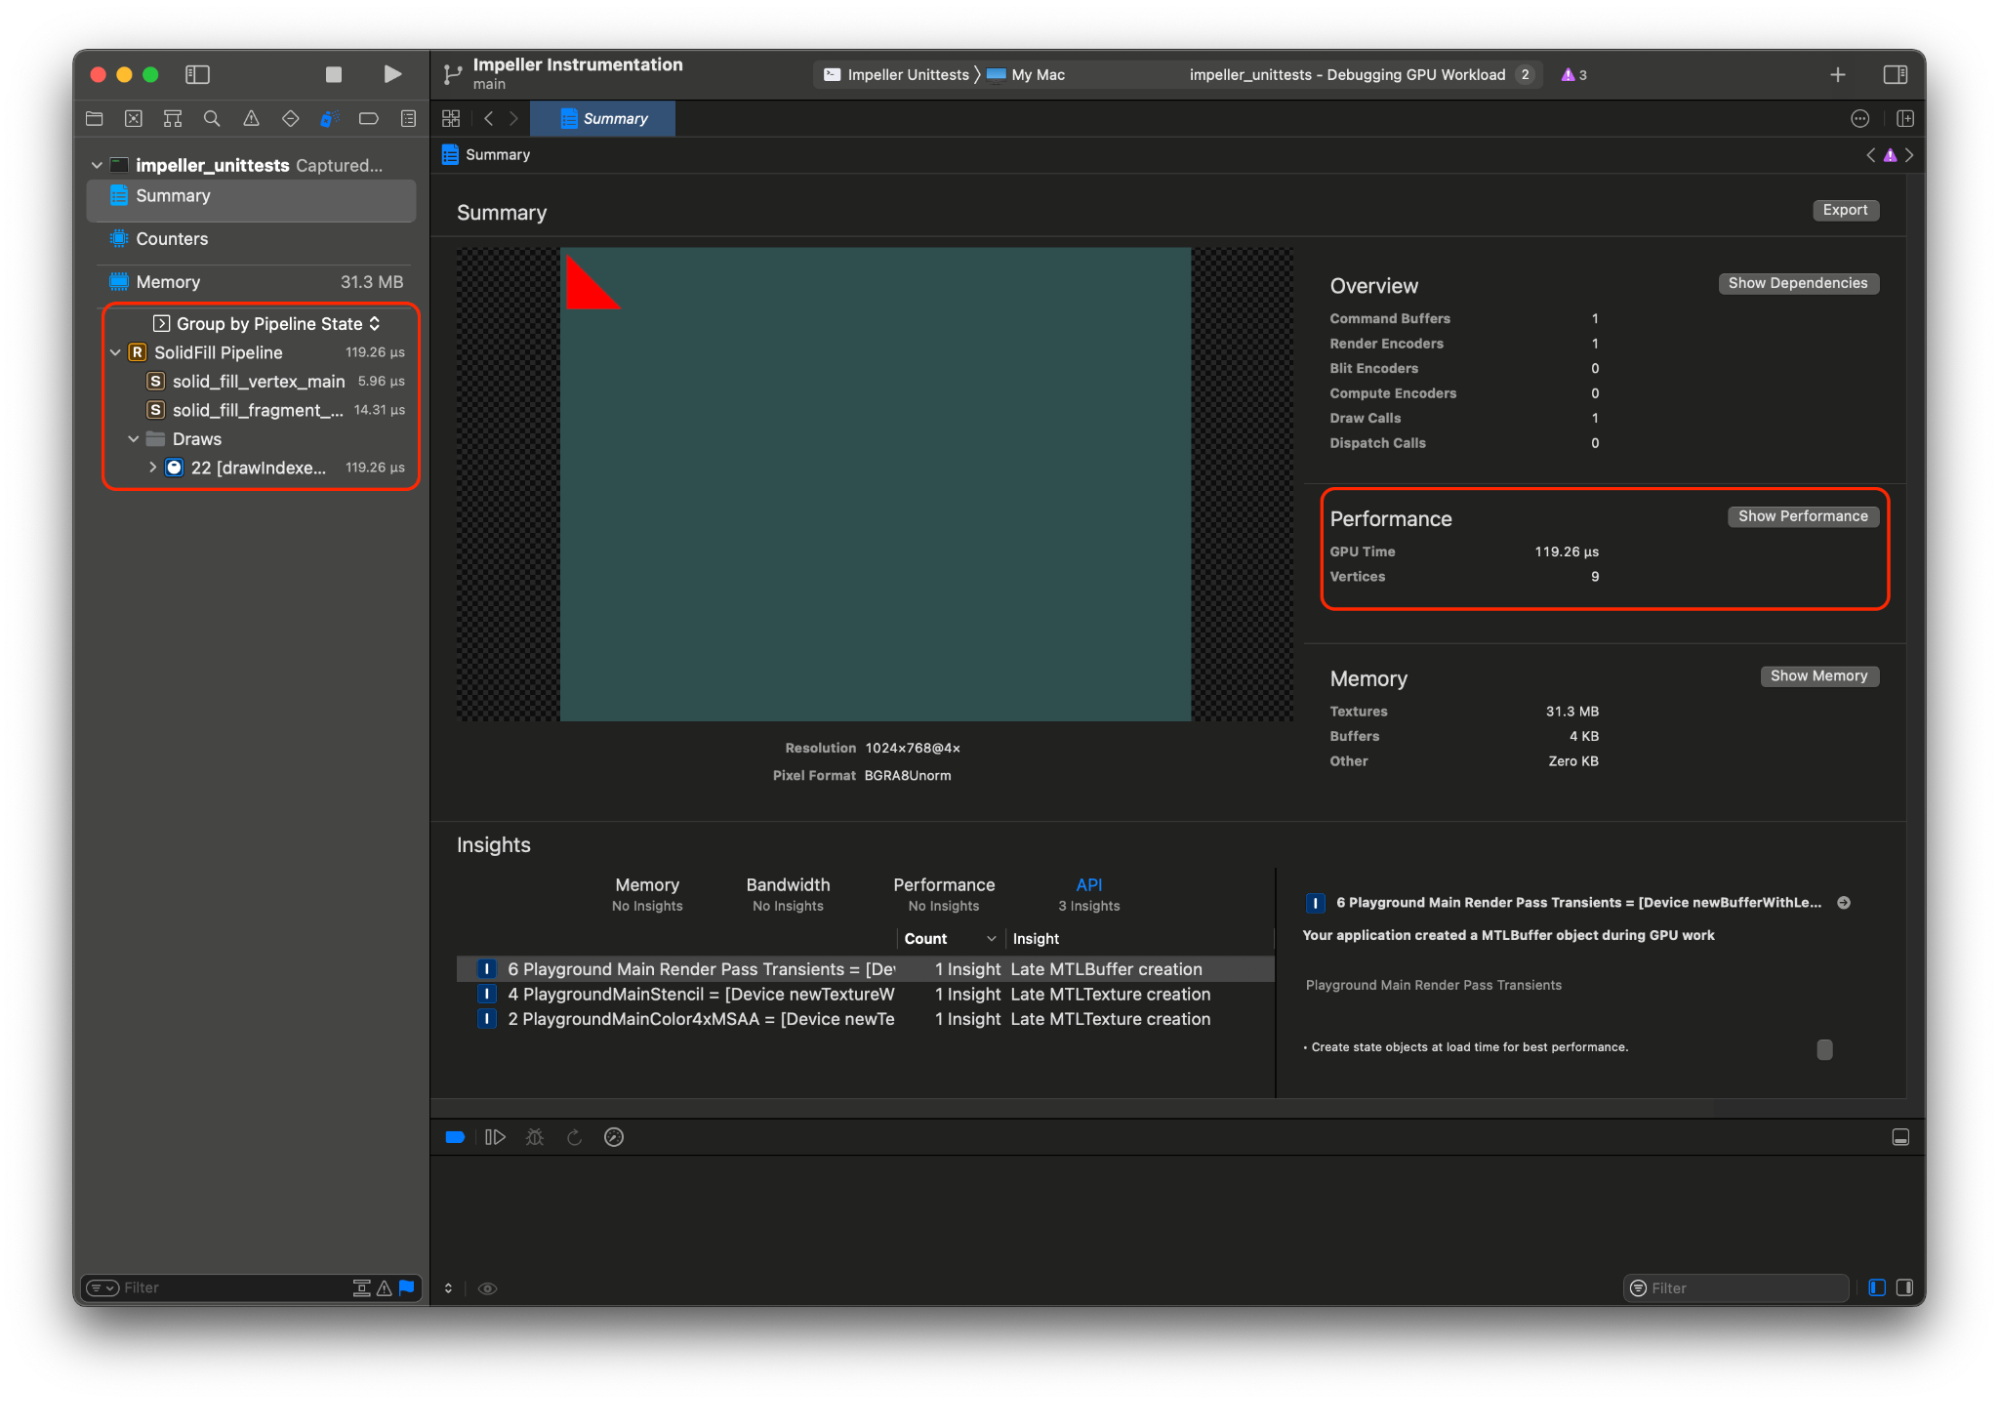 Impeller Instrumentation
main
Impeller Unittests
My Mac
impeller_unittests - Debugging GPU Workload
2
3
Summary
impeller_unittests Captured...
Summary
Counters
Memory 31.3 MB
Group by Pipeline State
R SolidFill Pipeline 119.26 µs
S solid_fill_vertex_main 5.96 µs
S solid_fill_fragment_... 14.31 µs
Draws
22 [drawIndexe... 119.26 µs
Filter
Summary
Summary
Export
Overview
Show Dependencies
Command Buffers 1
Render Encoders 1
Blit Encoders 0
Compute Encoders 0
Draw Calls 1
Dispatch Calls 0
Performance
Show Performance
GPU Time 119.26 µs
Vertices 9
Memory
Show Memory
Textures 31.3 MB
Buffers 4 KB
Other Zero KB
Resolution 1024×768@4×
Pixel Format BGRA8Unorm
Insights
Memory
No Insights
Bandwidth
No Insights
Performance
No Insights
API
3 Insights
Count
Insight
I 6 Playground Main Render Pass Transients = [De 1 Insight Late MTLBuffer creation
I 4 PlaygroundMainStencil = [Device newTextureW 1 Insight Late MTLTexture creation
I 2 PlaygroundMainColor4xMSAA = [Device newTe 1 Insight Late MTLTexture creation
I 6 Playground Main Render Pass Transients = [Device newBufferWithLe...
Your application created a MTLBuffer object during GPU work
Playground Main Render Pass Transients
• Create state objects at load time for best performance.
Filter